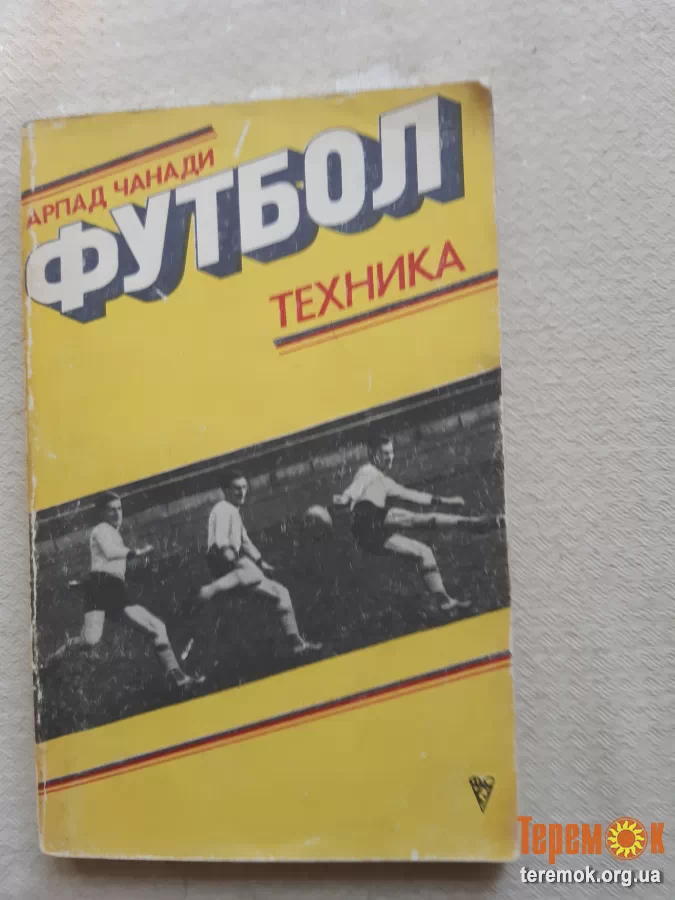 АРПАД ЧАНАДИ
ФУТБОЛ
ТЕХНИКА
Теремок
teremok.org.ua